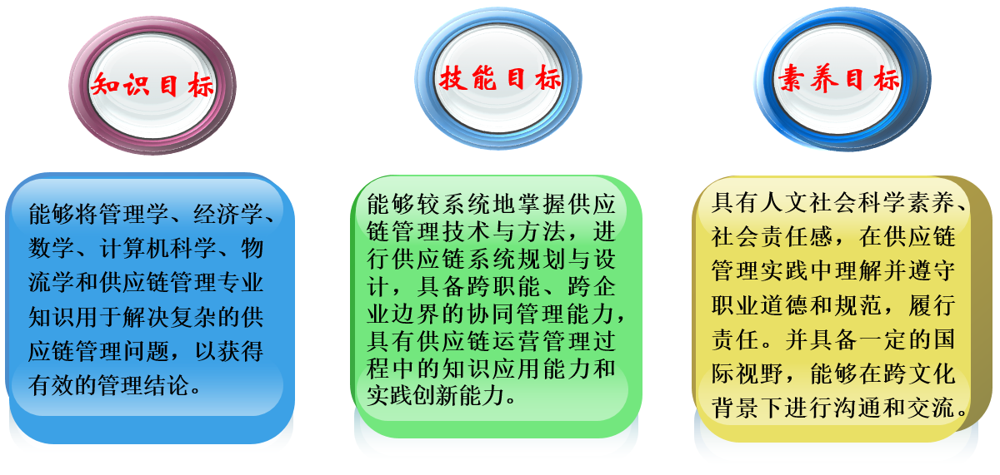 知识目标
能够将管理学、经济学、
数学、计算机科学、物
流学和供应链管理专业
知识用于解决复杂的供
应链管理问题，以获得
有效的管理结论。
技能目标
能够较系统地掌握供应
链管理技术与方法，进
行供应链系统规划与设
计，具备跨职能、跨企
业边界的协同管理能力，
具有供应链运营管理过
程中的知识应用能力和
实践创新能力。
素养目标
具有人文社会科学素养、
社会责任感，在供应链
管理实践中理解并遵守
职业道德和规范，履行
责任。并具备一定的国
际视野，能够在跨文化
背景下进行沟通和交流。